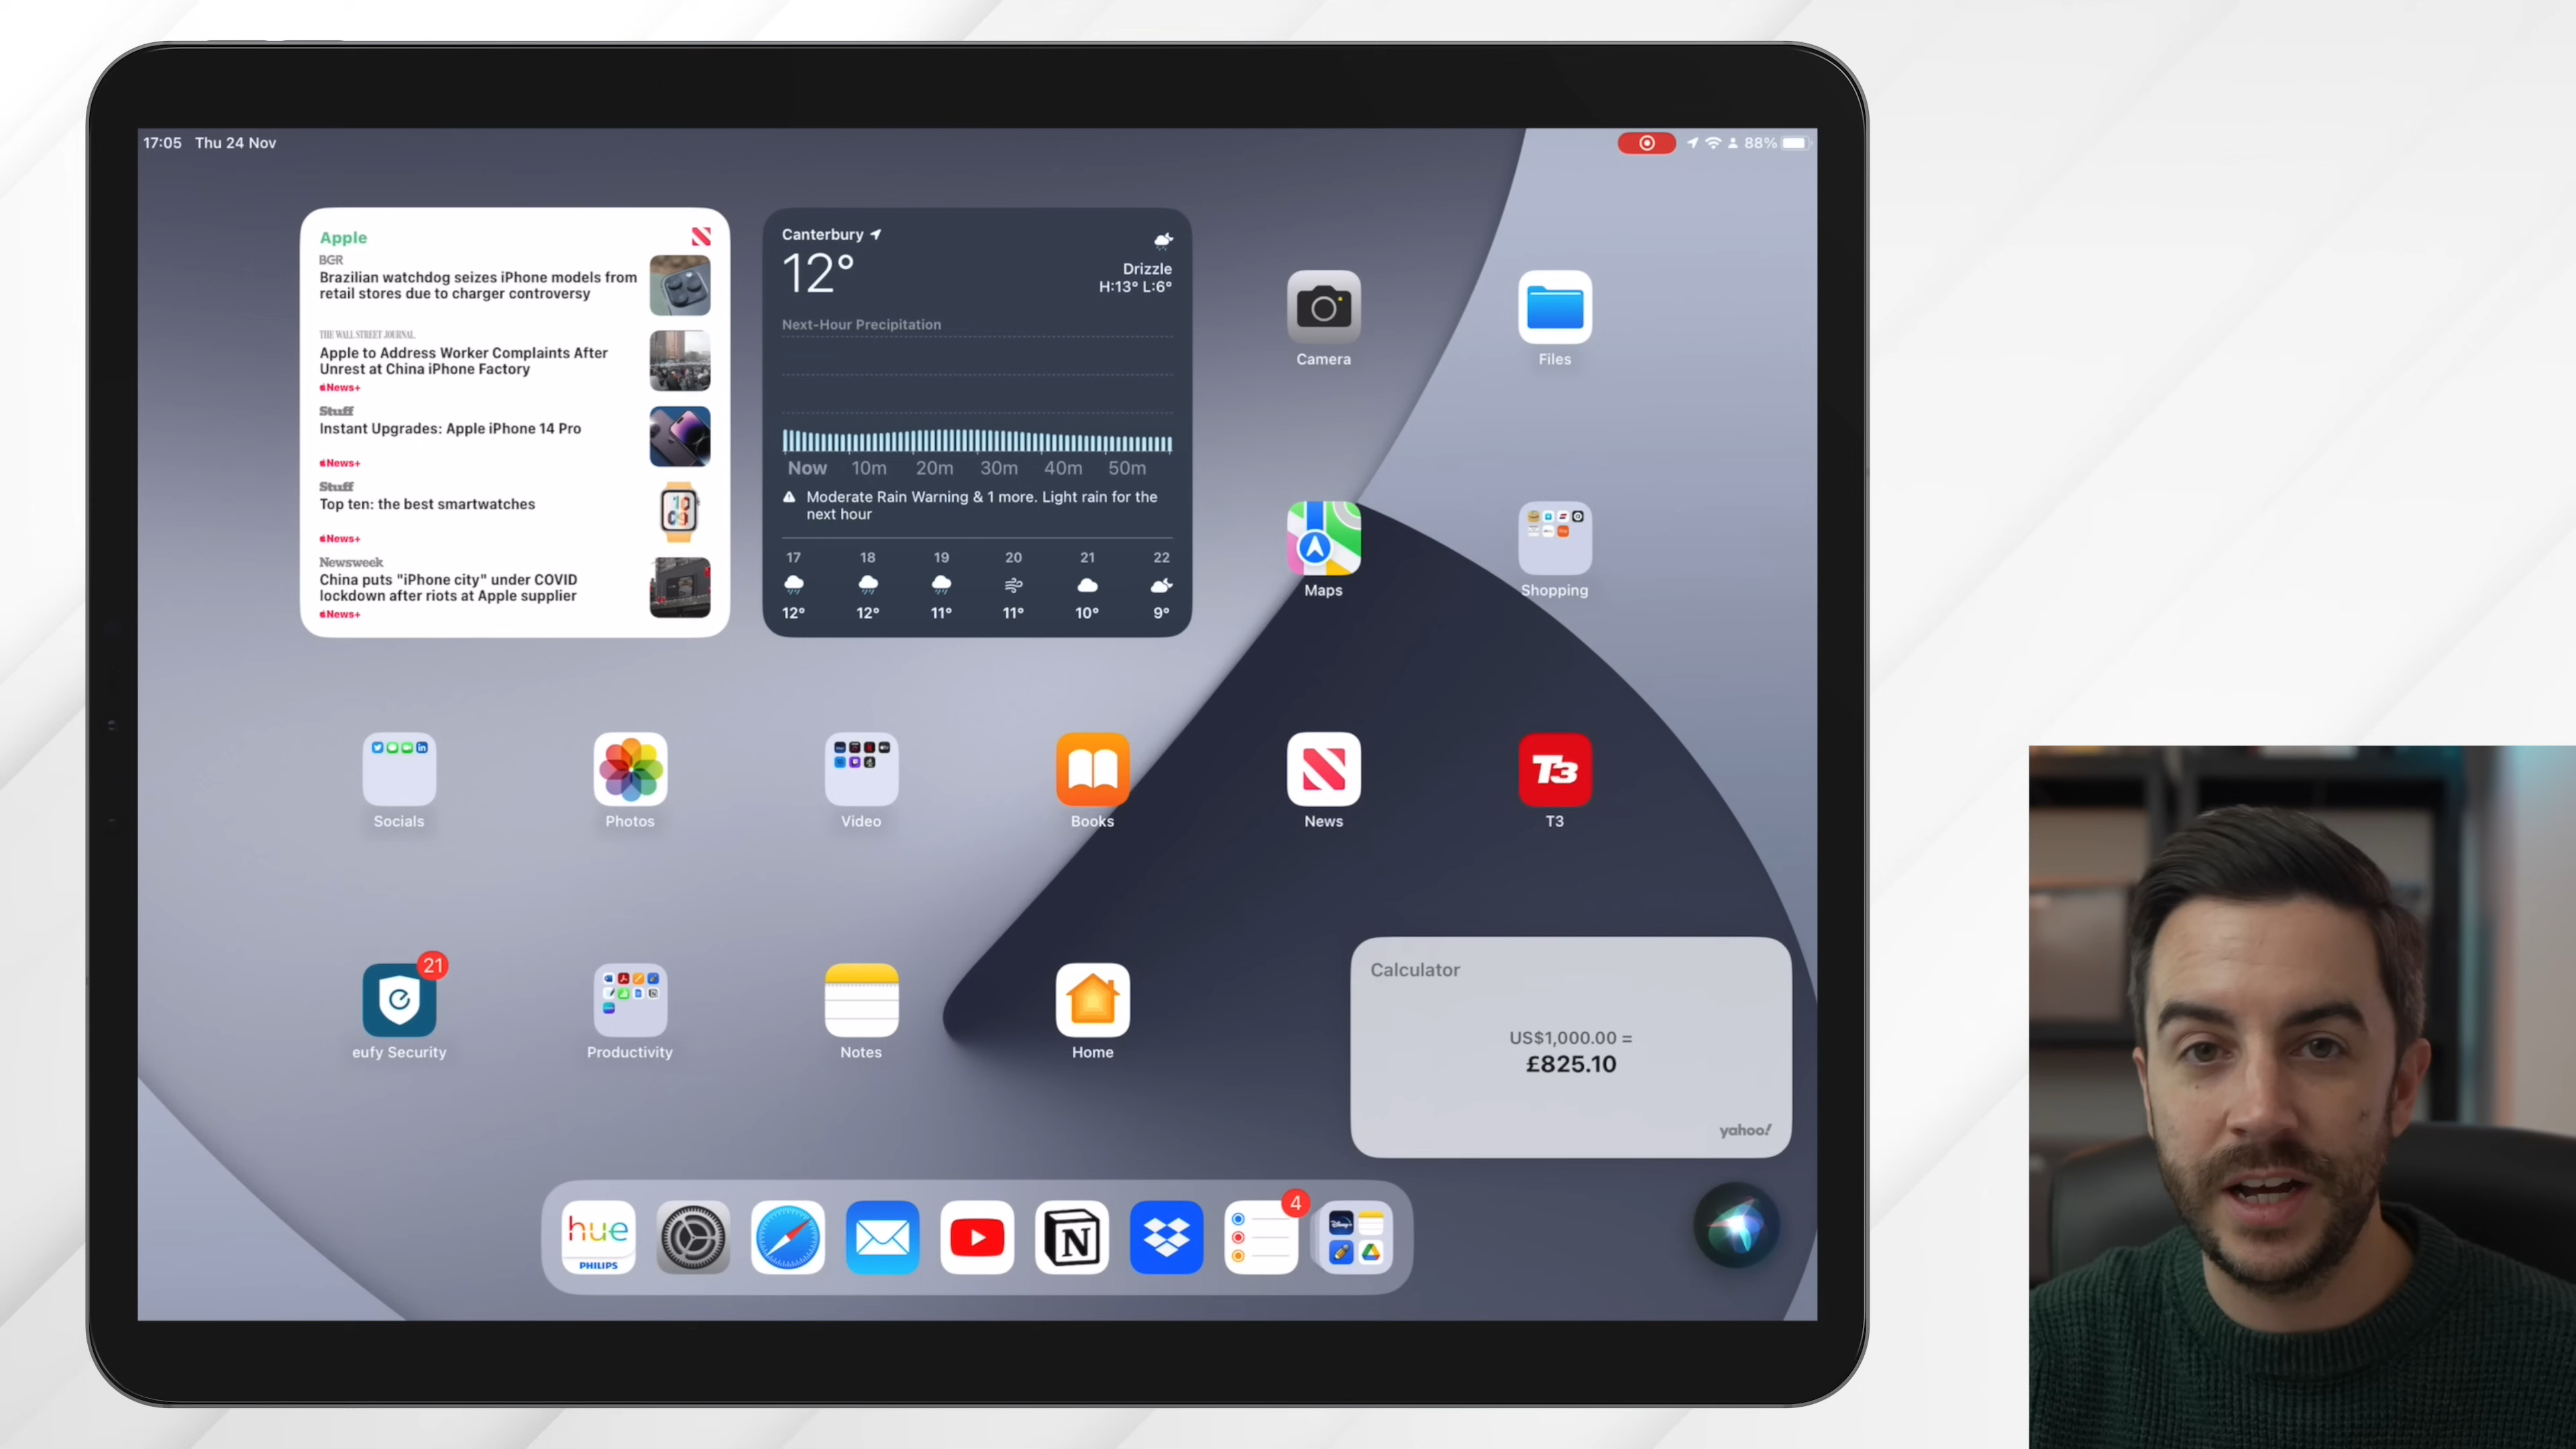 17:05 Thu 24 Nov
88%
Apple
BGR
Brazilian watchdog seizes iPhone models from
retail stores due to charger controversy
THE WALL STREET JOURNAL.
Apple to Address Worker Complaints After
Unrest at China iPhone Factory
News+
Stuff
Instant Upgrades: Apple iPhone 14 Pro
News+
Stuff
Top ten: the best smartwatches
News+
Newsweek
China puts "iPhone city" under COVID
lockdown after riots at Apple supplier
News+
Canterbury
12°
Drizzle
H:13° L:6°
Next-Hour Precipitation
Now 10m 20m 30m 40m 50m
Moderate Rain Warning & 1 more. Light rain for the
next hour
17 18 19 20 21 22
12° 12° 11° 11° 10° 9°
Camera
Files
Maps
Shopping
Socials
Photos
Video
Books
News
T3
T3
21
eufy Security
Productivity
Notes
Home
Calculator
US$1,000.00 =
£825.10
yahoo!
hue
PHILIPS
N
4
Disney+